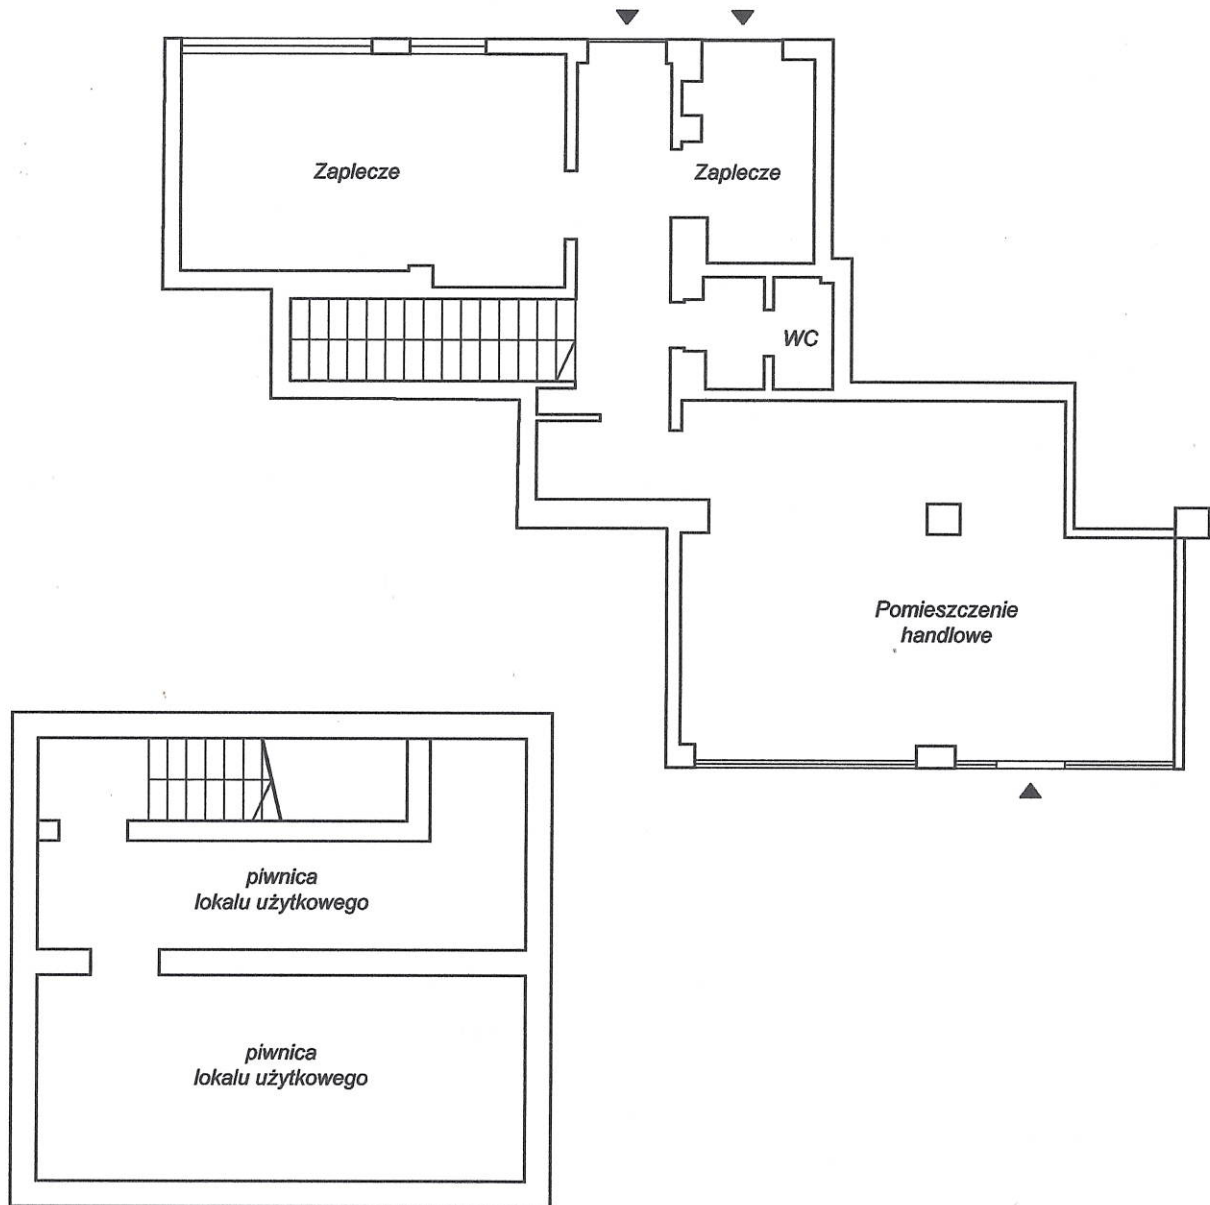 Zaplecze
Zaplecze
WC
Pomieszczenie
handlowe
piwnica
lokalu użytkowego
piwnica
lokalu użytkowego